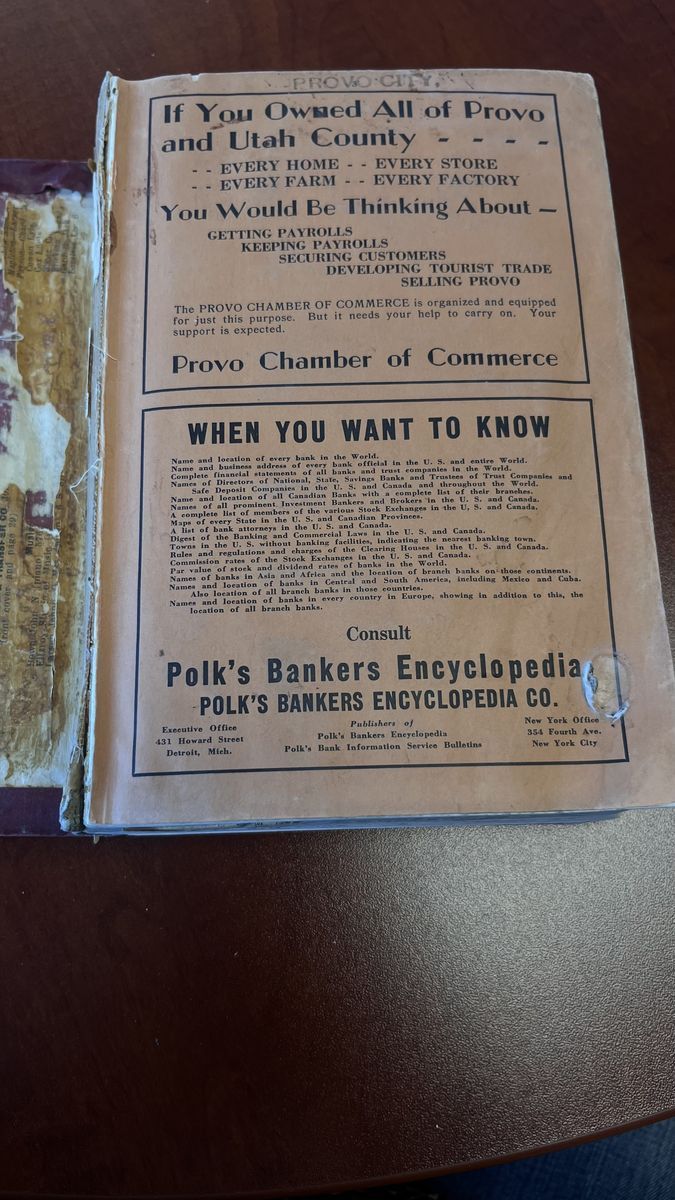 PROVO CITY,
If You Owned All of Provo
and Utah County - - - -
- - EVERY HOME - - EVERY STORE
- - EVERY FARM - - EVERY FACTORY
You Would Be Thinking About —
GETTING PAYROLLS
KEEPING PAYROLLS
SECURING CUSTOMERS
DEVELOPING TOURIST TRADE
SELLING PROVO
The PROVO CHAMBER OF COMMERCE is organized and equipped
for just this purpose. But it needs your help to carry on. Your
support is expected.
Provo Chamber of Commerce
WHEN YOU WANT TO KNOW
Name and location of every bank in the World.
Name and business address of every bank official in the U. S. and entire World.
Complete financial statements of all banks and trust companies in the World.
Names of Directors of National, State, Savings Banks and Trustees of Trust Companies and
Safe Deposit Companies in the U. S. and Canada and throughout the World.
Name and location of all Canadian Banks with a complete list of their branches.
Names of all prominent Investment Bankers and Brokers in the U. S. and Canada.
A complete list of members of the various Stock Exchanges in the U. S. and Canada.
Maps of every State in the U. S. and Canadian Provinces.
A list of bank attorneys in the U. S. and Canada.
Digest of the Banking and Commercial Laws in the U. S. and Canada.
Towns in the U. S. without banking facilities, indicating the nearest banking town.
Rules and regulations and charges of the Clearing Houses in the U. S. and Canada.
Commission rates of the Stock Exchanges in the U. S. and Canada.
Par value of stock and dividend rates of banks in the World.
Names of banks in Asia and Africa and the location of branch banks on those continents.
Names and location of banks in Central and South America, including Mexico and Cuba.
Also location of all branch banks in those countries.
Names and location of banks in every country in Europe, showing in addition to this, the
location of all branch banks.
Consult
Polk's Bankers Encyclopedia
POLK'S BANKERS ENCYCLOPEDIA CO.
Executive Office
431 Howard Street
Detroit, Mich.
Publishers of
Polk's Bankers Encyclopedia
Polk's Bank Information Service Bulletins
New York Office
354 Fourth Ave.
New York City